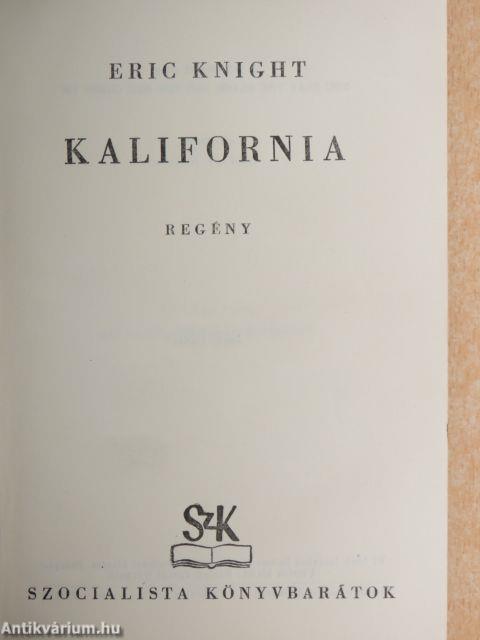 ERIC KNIGHT
KALIFORNIA
REGÉNY
SzK
SZOCIALISTA KÖNYVBARÁTOK
Antikvárium.hu